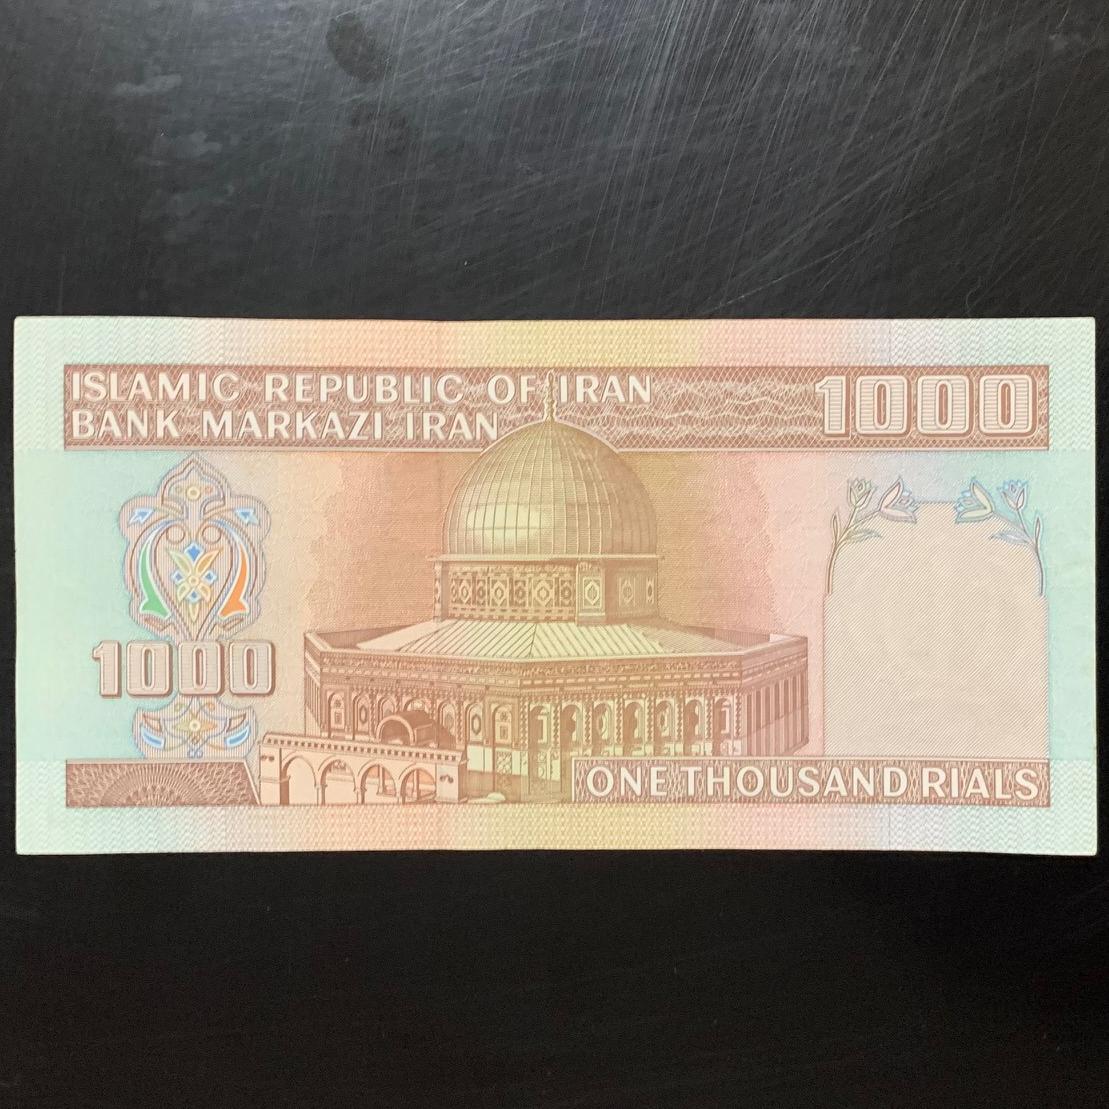 ISLAMIC REPUBLIC OF IRAN
BANK MARKAZI IRAN
1000
1000
ONE THOUSAND RIALS